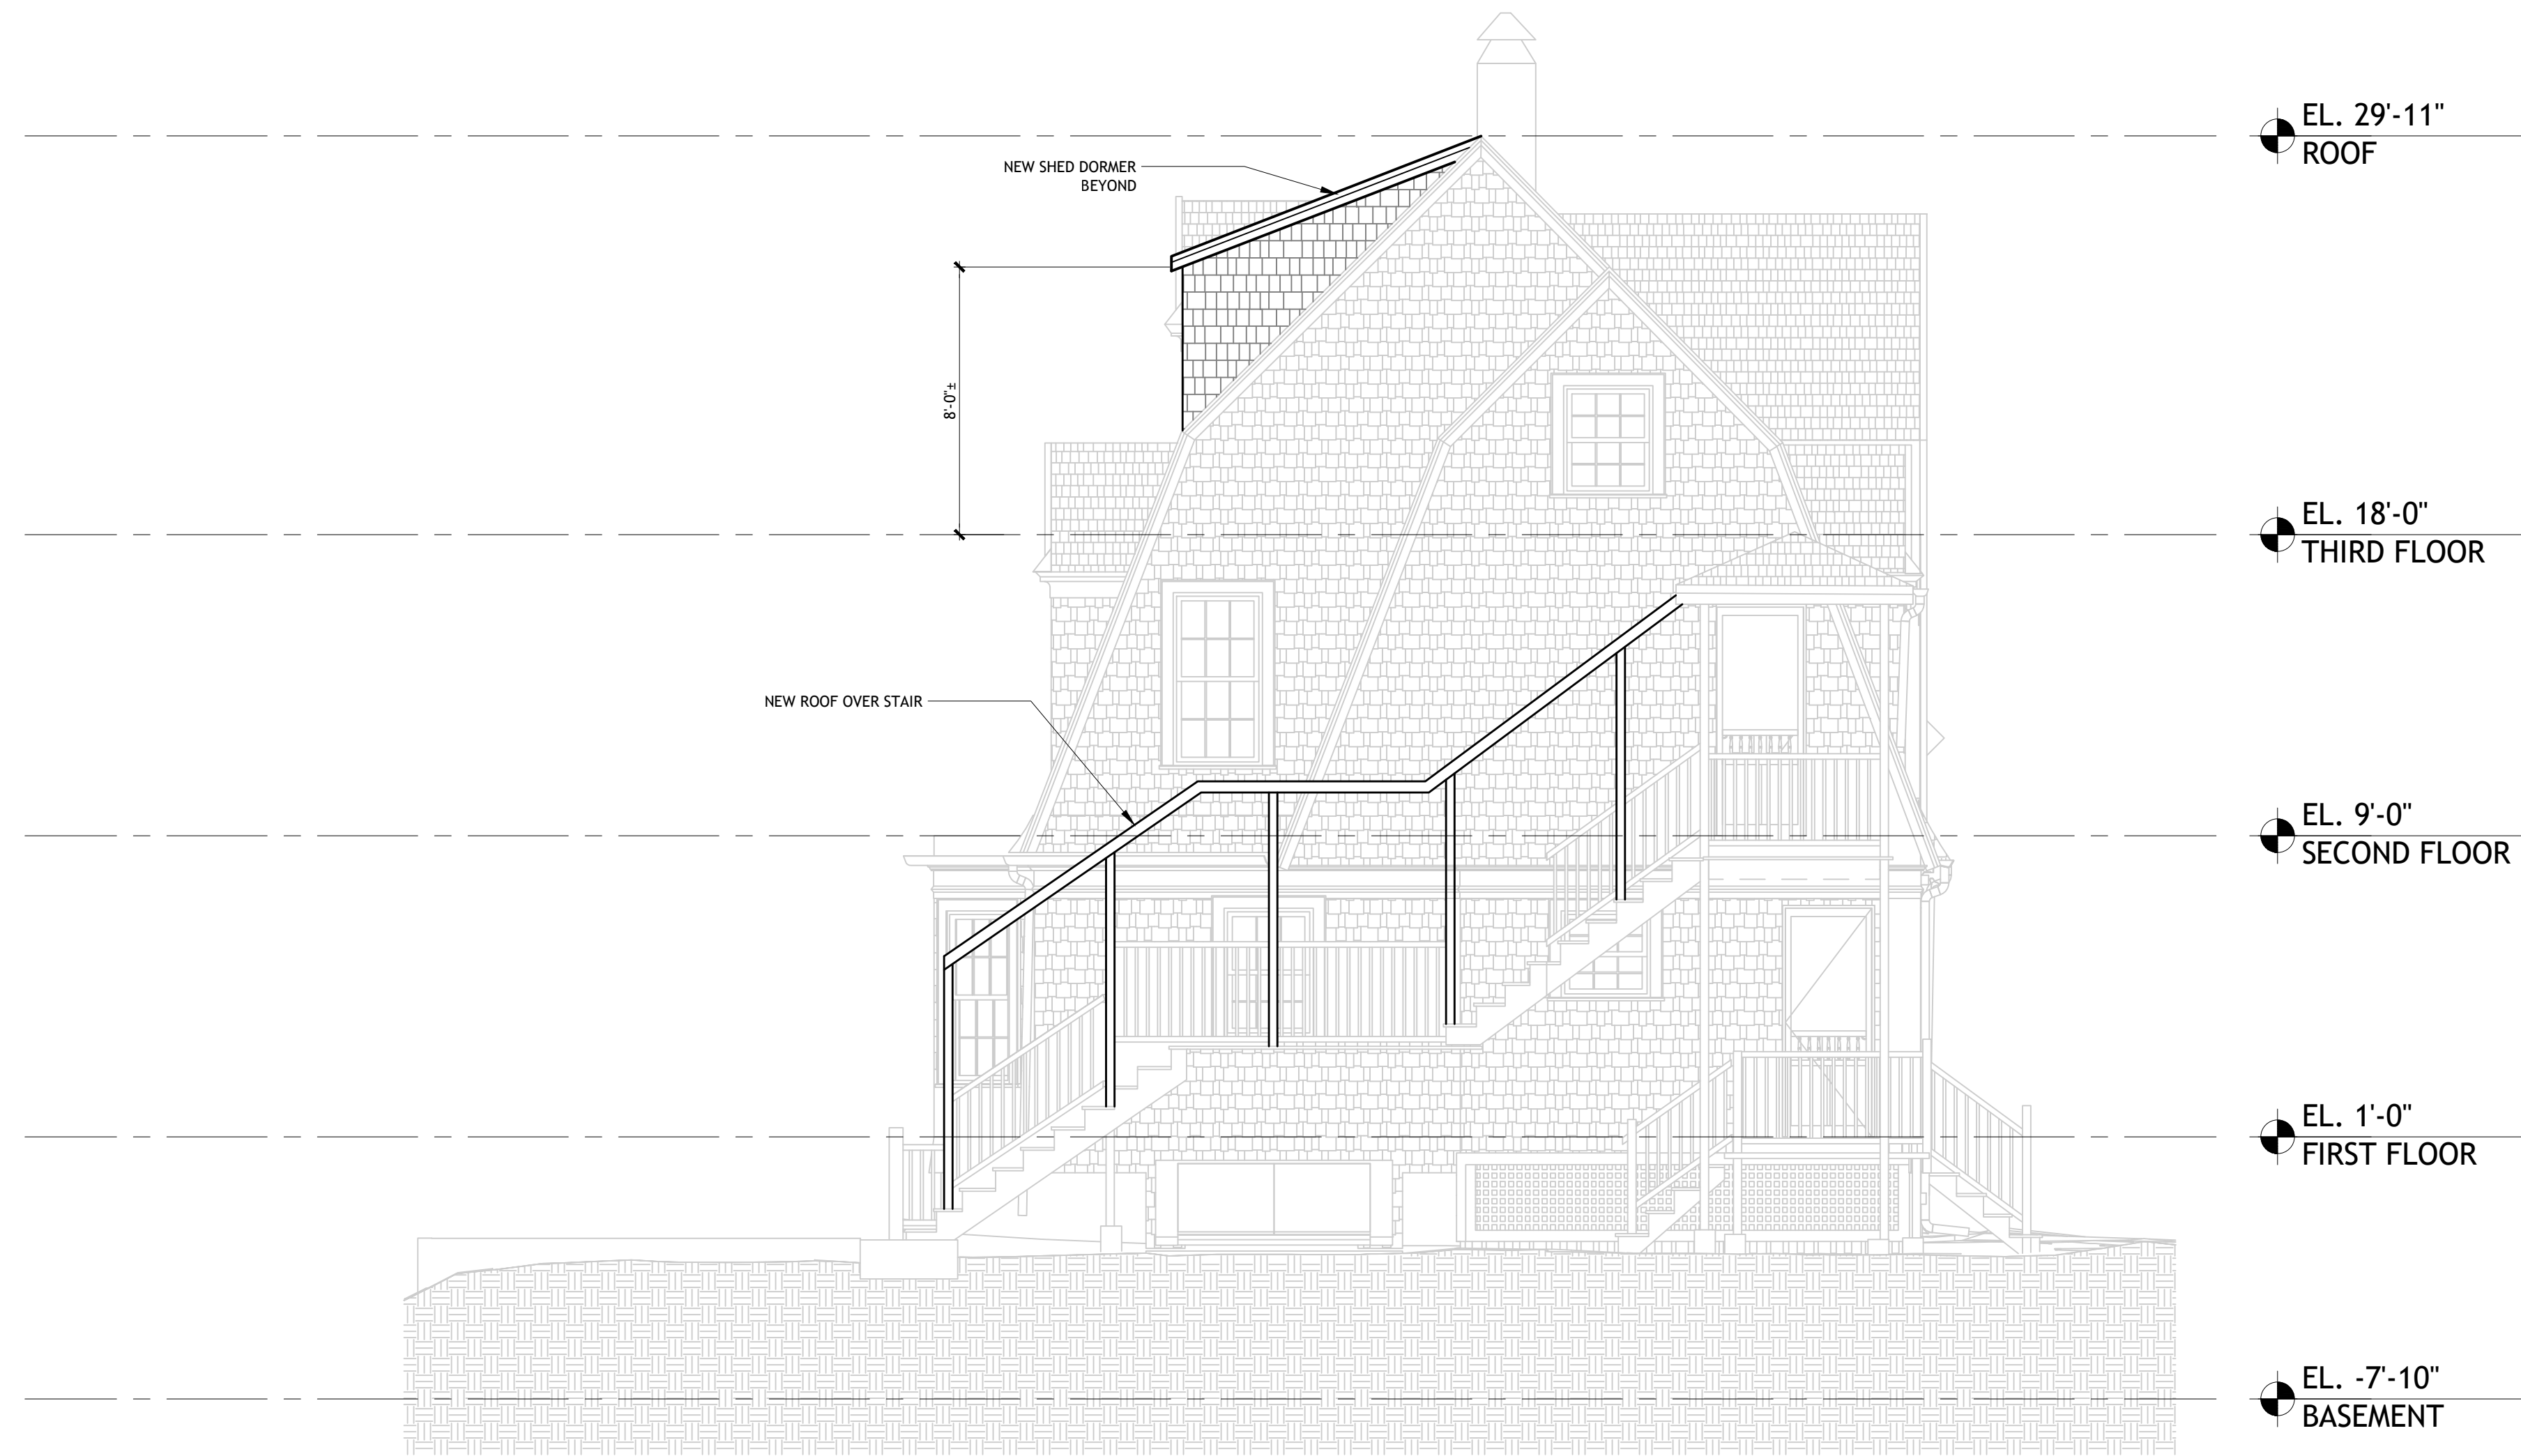 EL. 29'-11"
ROOF
NEW SHED DORMER
BEYOND
8'-0"±
EL. 18'-0"
THIRD FLOOR
NEW ROOF OVER STAIR
EL. 9'-0"
SECOND FLOOR
EL. 1'-0"
FIRST FLOOR
EL. -7'-10"
BASEMENT